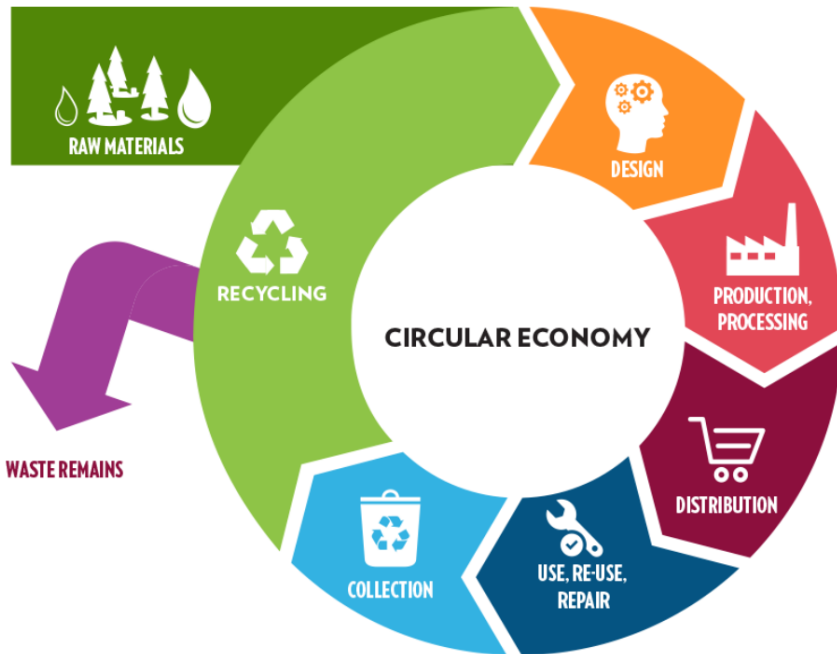 RAW MATERIALS
DESIGN
RECYCLING
PRODUCTION,
PROCESSING
CIRCULAR ECONOMY
WASTE REMAINS
DISTRIBUTION
USE, RE-USE,
REPAIR
COLLECTION